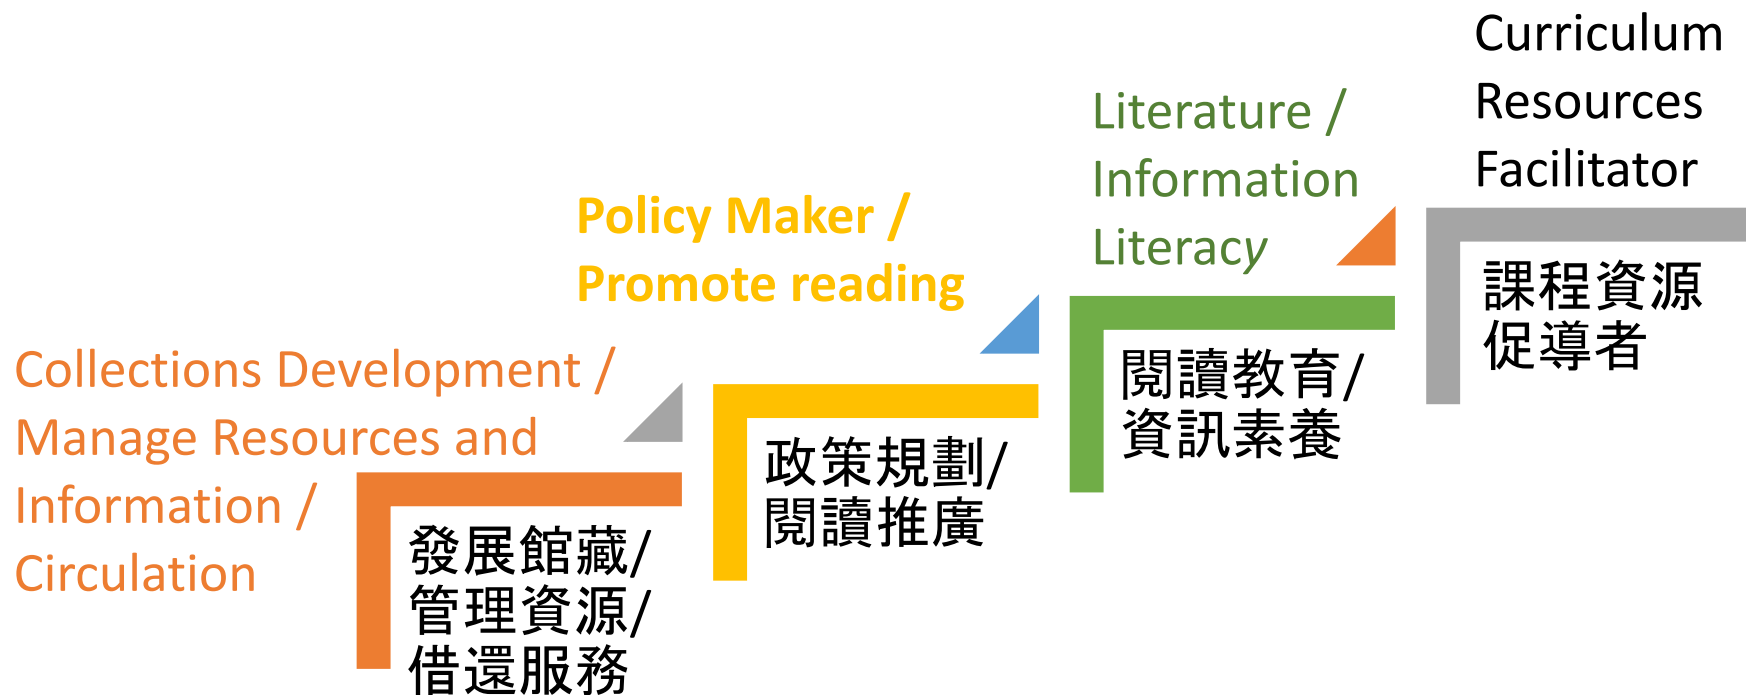 Collections Development /
Manage Resources and
Information /
Circulation
發展館藏/
管理資源/
借還服務
Policy Maker /
Promote reading
政策規劃/
閱讀推廣
Literature /
Information
Literacy
閱讀教育/
資訊素養
Curriculum
Resources
Facilitator
課程資源
促導者